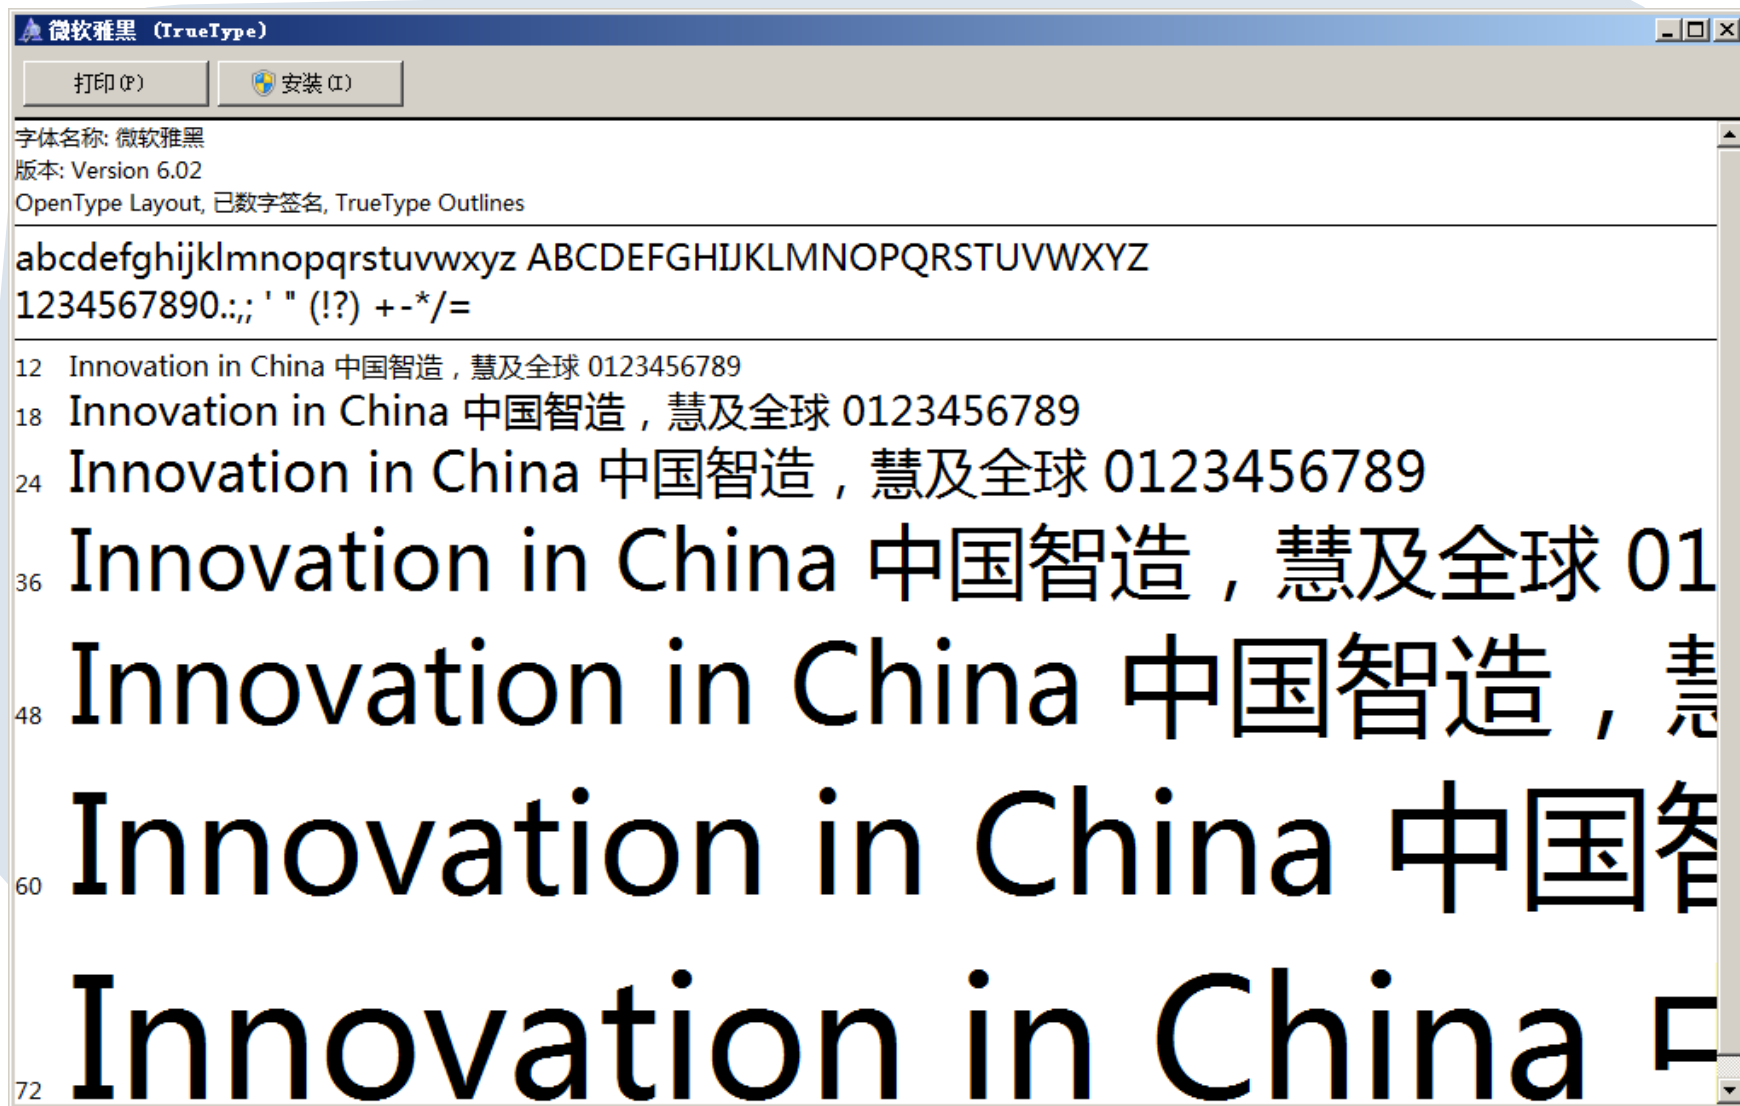 微软雅黑 (TrueType)
打印(P) 安装(I)
字体名称: 微软雅黑
版本: Version 6.02
OpenType Layout, 已数字签名, TrueType Outlines
abcdefghijklmnopqrstuvwxyz ABCDEFGHIJKLMNOPQRSTUVWXYZ
1234567890.:,; ' " (!?) +-*/=
12 Innovation in China 中国智造，慧及全球 0123456789
18 Innovation in China 中国智造，慧及全球 0123456789
24 Innovation in China 中国智造，慧及全球 0123456789
36 Innovation in China 中国智造，慧及全球 01
48 Innovation in China 中国智造，慧
60 Innovation in China 中国智
72 Innovation in China 中